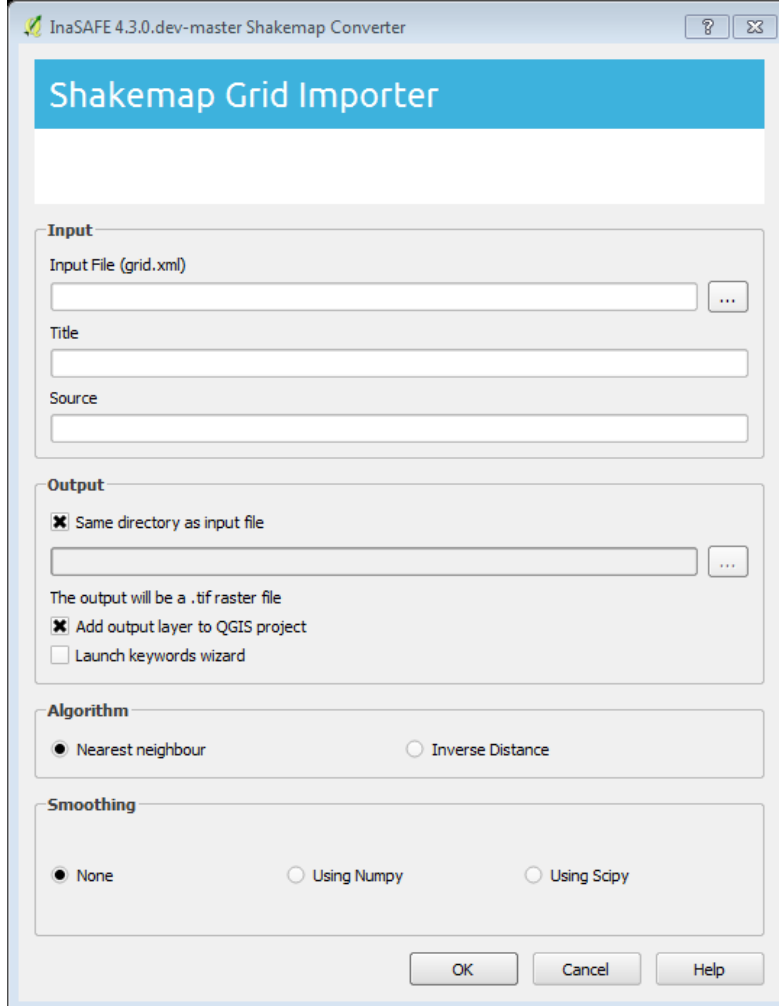 InaSAFE 4.3.0.dev-master Shakemap Converter
Shakemap Grid Importer
Input
Input File (grid.xml)
...
Title
Source
Output
Same directory as input file
...
The output will be a .tif raster file
Add output layer to QGIS project
Launch keywords wizard
Algorithm
Nearest neighbour Inverse Distance
Smoothing
None Using Numpy Using Scipy
OK Cancel Help